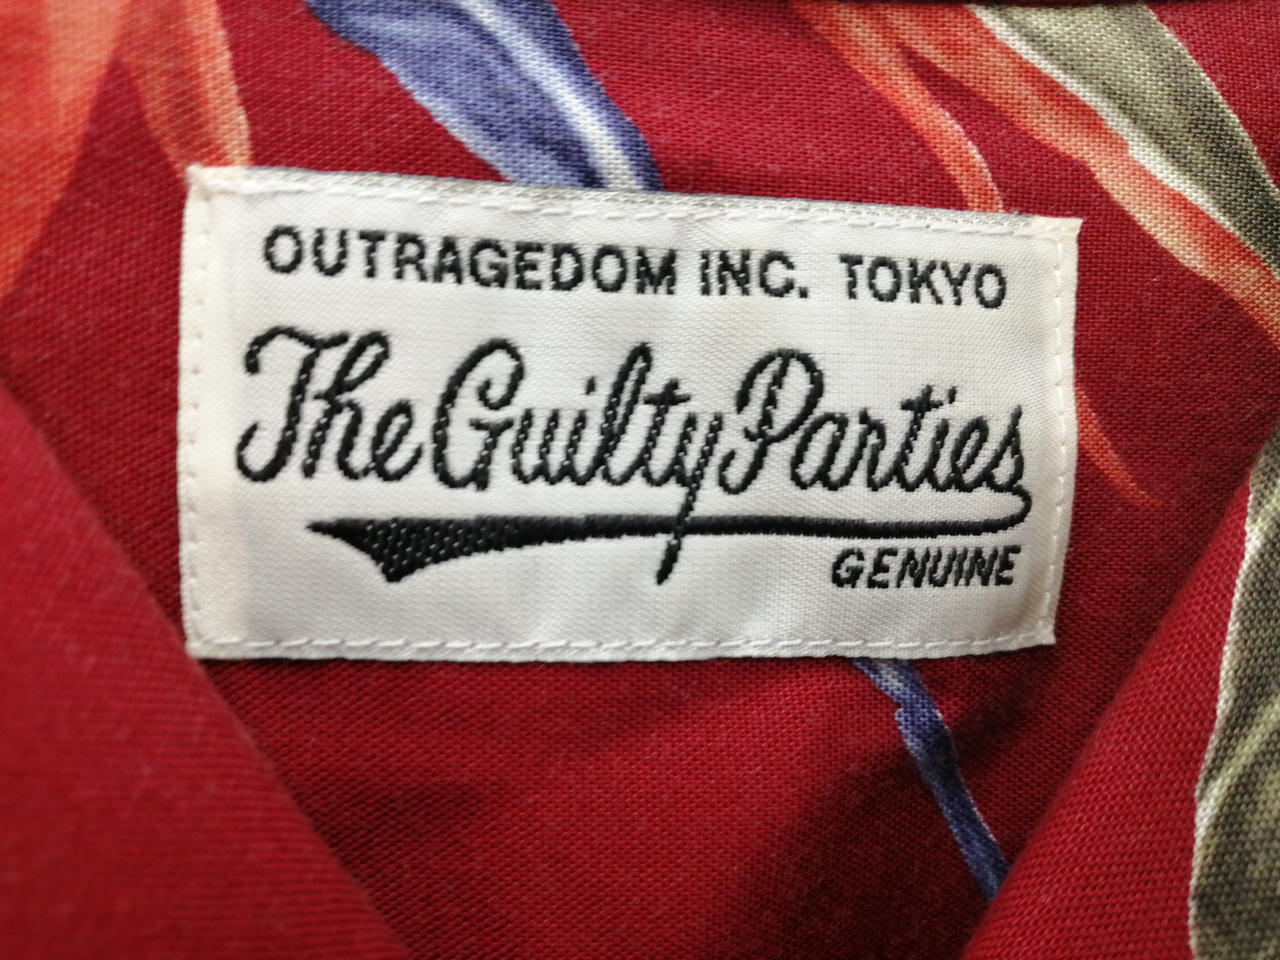 OUTRAGEDOM INC. TOKYO
The Guilty Parties
GENUINE